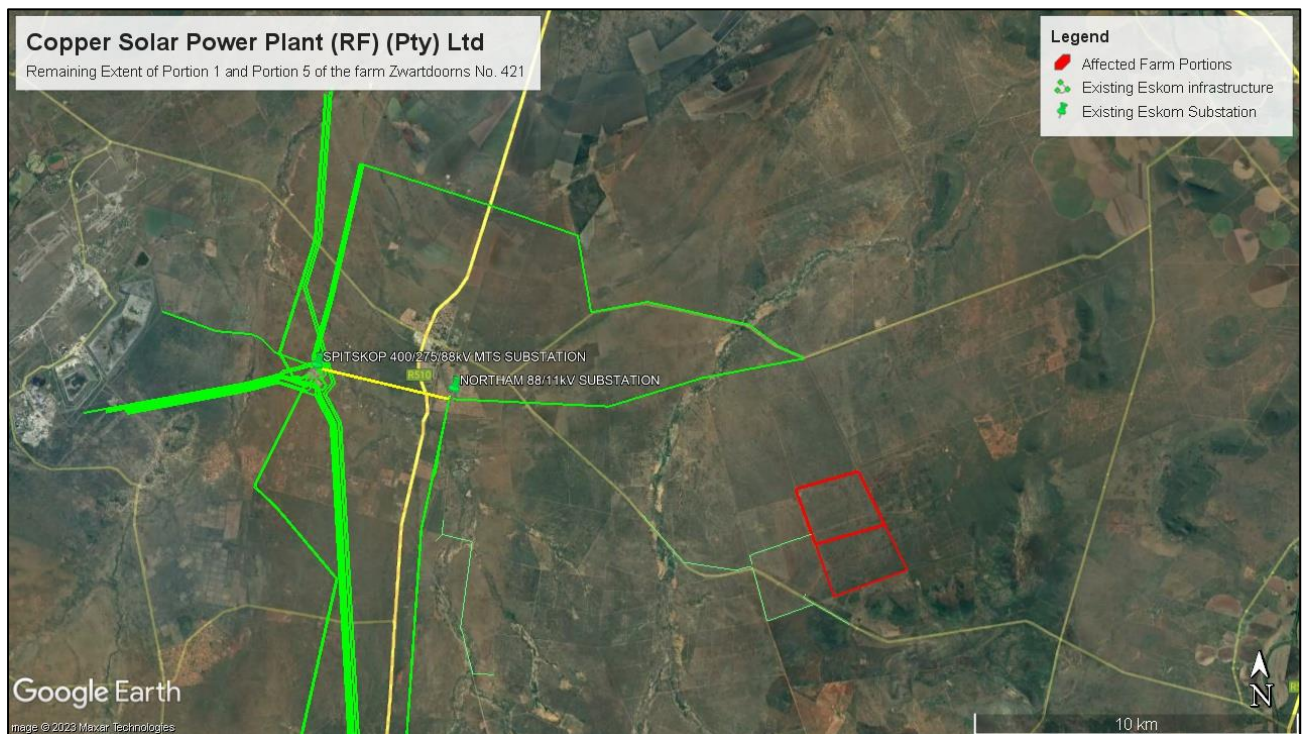 Copper Solar Power Plant (RF) (Pty) Ltd
Remaining Extent of Portion 1 and Portion 5 of the farm Zwartdoorns No. 421
Legend
Affected Farm Portions
Existing Eskom infrastructure
Existing Eskom Substation
SPITSKOP 400/275/88kV MTS SUBSTATION
R510
NORTHAM 88/11kV SUBSTATION
Google Earth
Image © 2023 Maxar Technologies
10 km
N